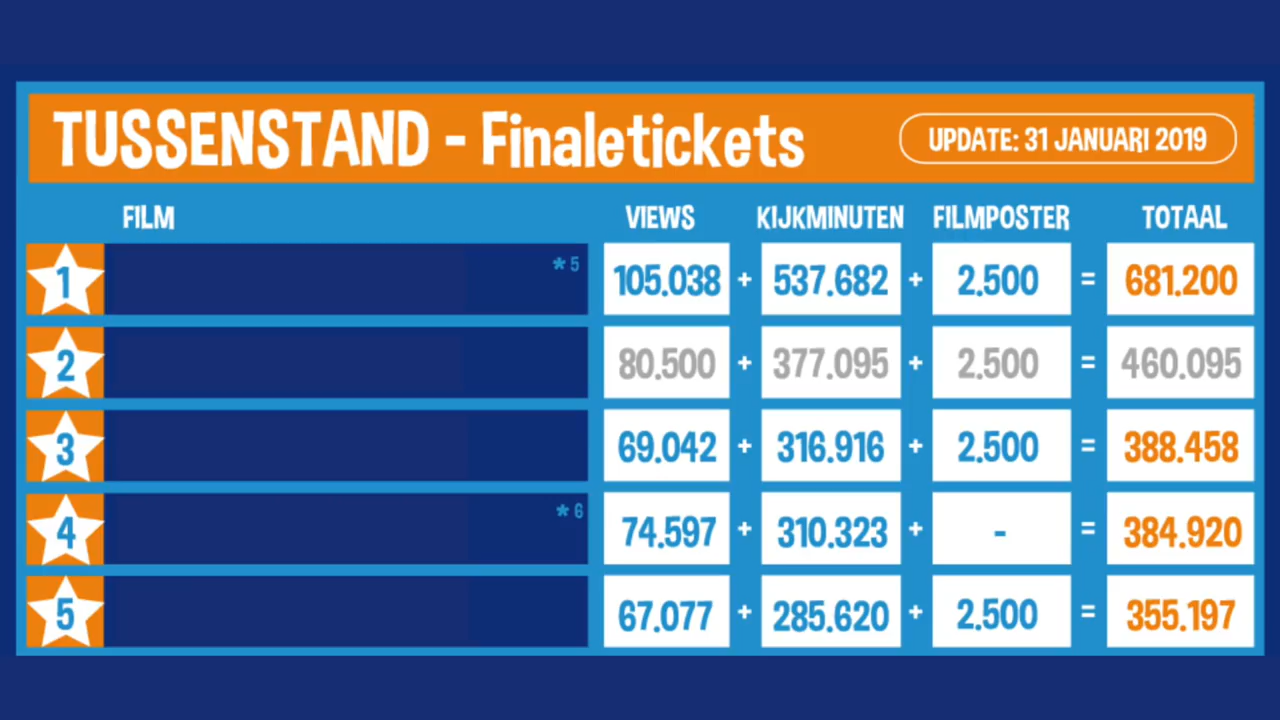 TUSSENSTAND - Finaletickets
UPDATE: 31 JANUARI 2019
FILM VIEWS KIJKMINUTEN FILMPOSTER TOTAAL
1 * 5 105.038 + 537.682 + 2.500 = 681.200
2 80.500 + 377.095 + 2.500 = 460.095
3 69.042 + 316.916 + 2.500 = 388.458
4 * 6 74.597 + 310.323 + - = 384.920
5 67.077 + 285.620 + 2.500 = 355.197